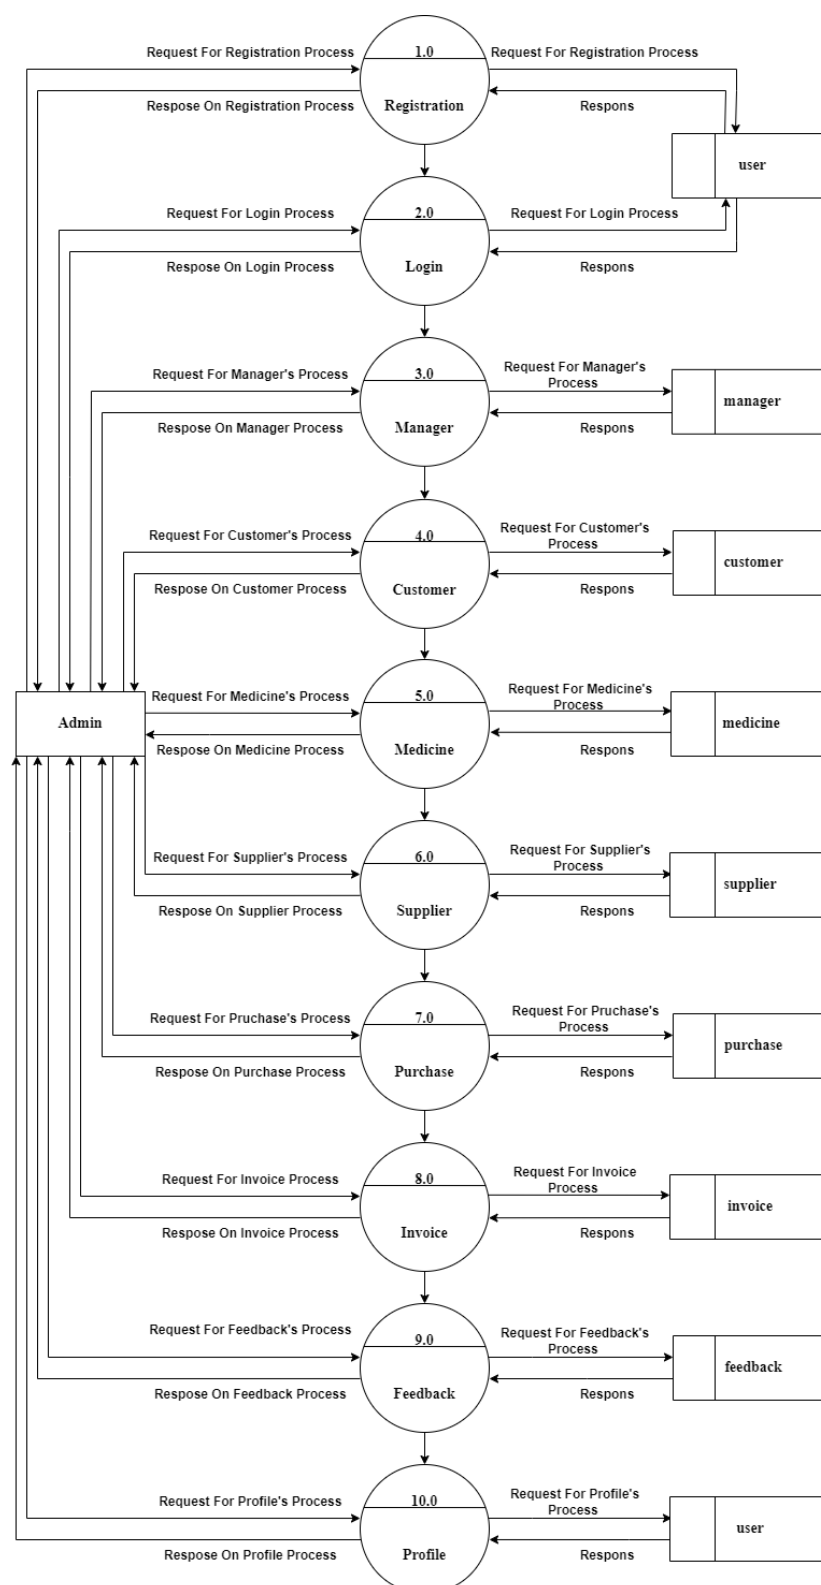 1.0
Request For Registration Process
Request For Registration Process
Respose On Registration Process
Registration
Respons
user
2.0
Request For Login Process
Request For Login Process
Respose On Login Process
Login
Respons
3.0
Request For Manager's Process
Request For Manager's
Process
manager
Respose On Manager Process
Manager
Respons
4.0
Request For Customer's Process
Request For Customer's
Process
customer
Respose On Customer Process
Customer
Respons
Admin
5.0
Request For Medicine's Process
Request For Medicine's
Process
medicine
Respose On Medicine Process
Medicine
Respons
6.0
Request For Supplier's Process
Request For Supplier's
Process
supplier
Respose On Supplier Process
Supplier
Respons
7.0
Request For Pruchase's Process
Request For Pruchase's
Process
purchase
Respose On Purchase Process
Purchase
Respons
8.0
Request For Invoice Process
Request For Invoice
Process
invoice
Respose On Invoice Process
Invoice
Respons
9.0
Request For Feedback's Process
Request For Feedback's
Process
feedback
Respose On Feedback Process
Feedback
Respons
10.0
Request For Profile's Process
Request For Profile's
Process
user
Respose On Profile Process
Profile
Respons